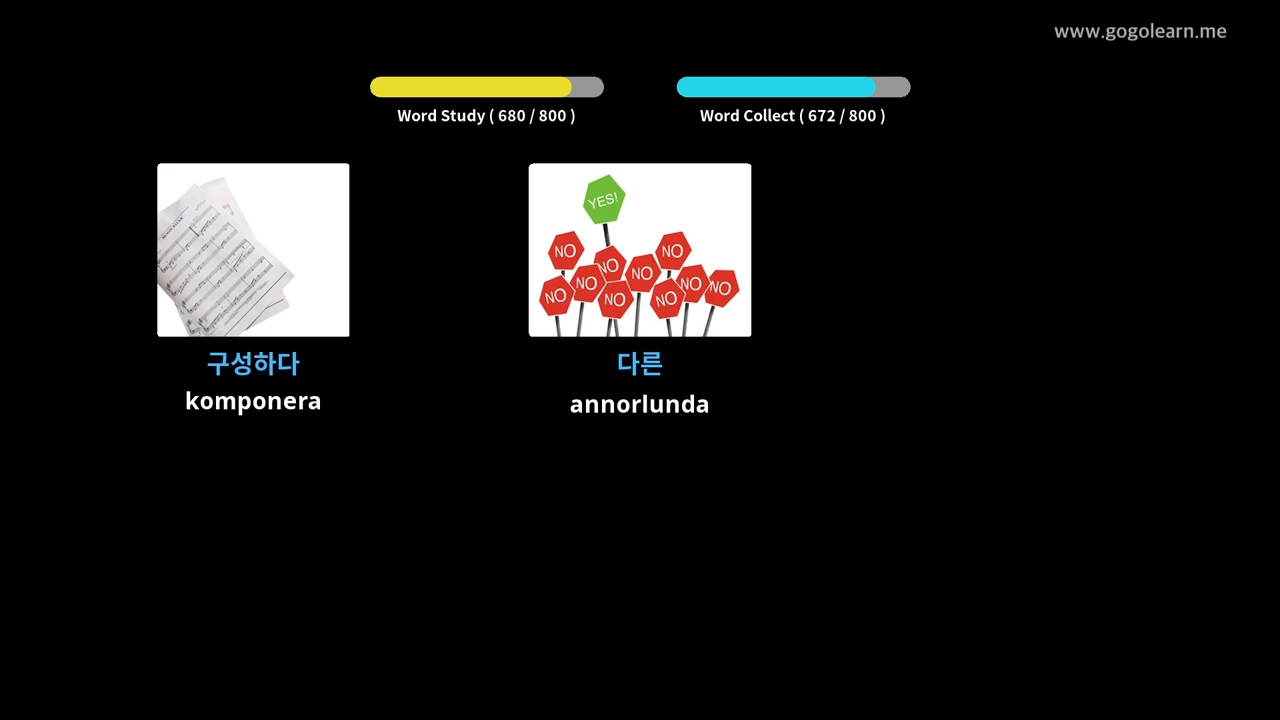 www.gogolearn.me
Word Study ( 680 / 800 )
Word Collect ( 672 / 800 )
YES!
NO
NO
NO
NO
NO
NO
NO
NO
NO
NO
구성하다
다른
komponera
annorlunda